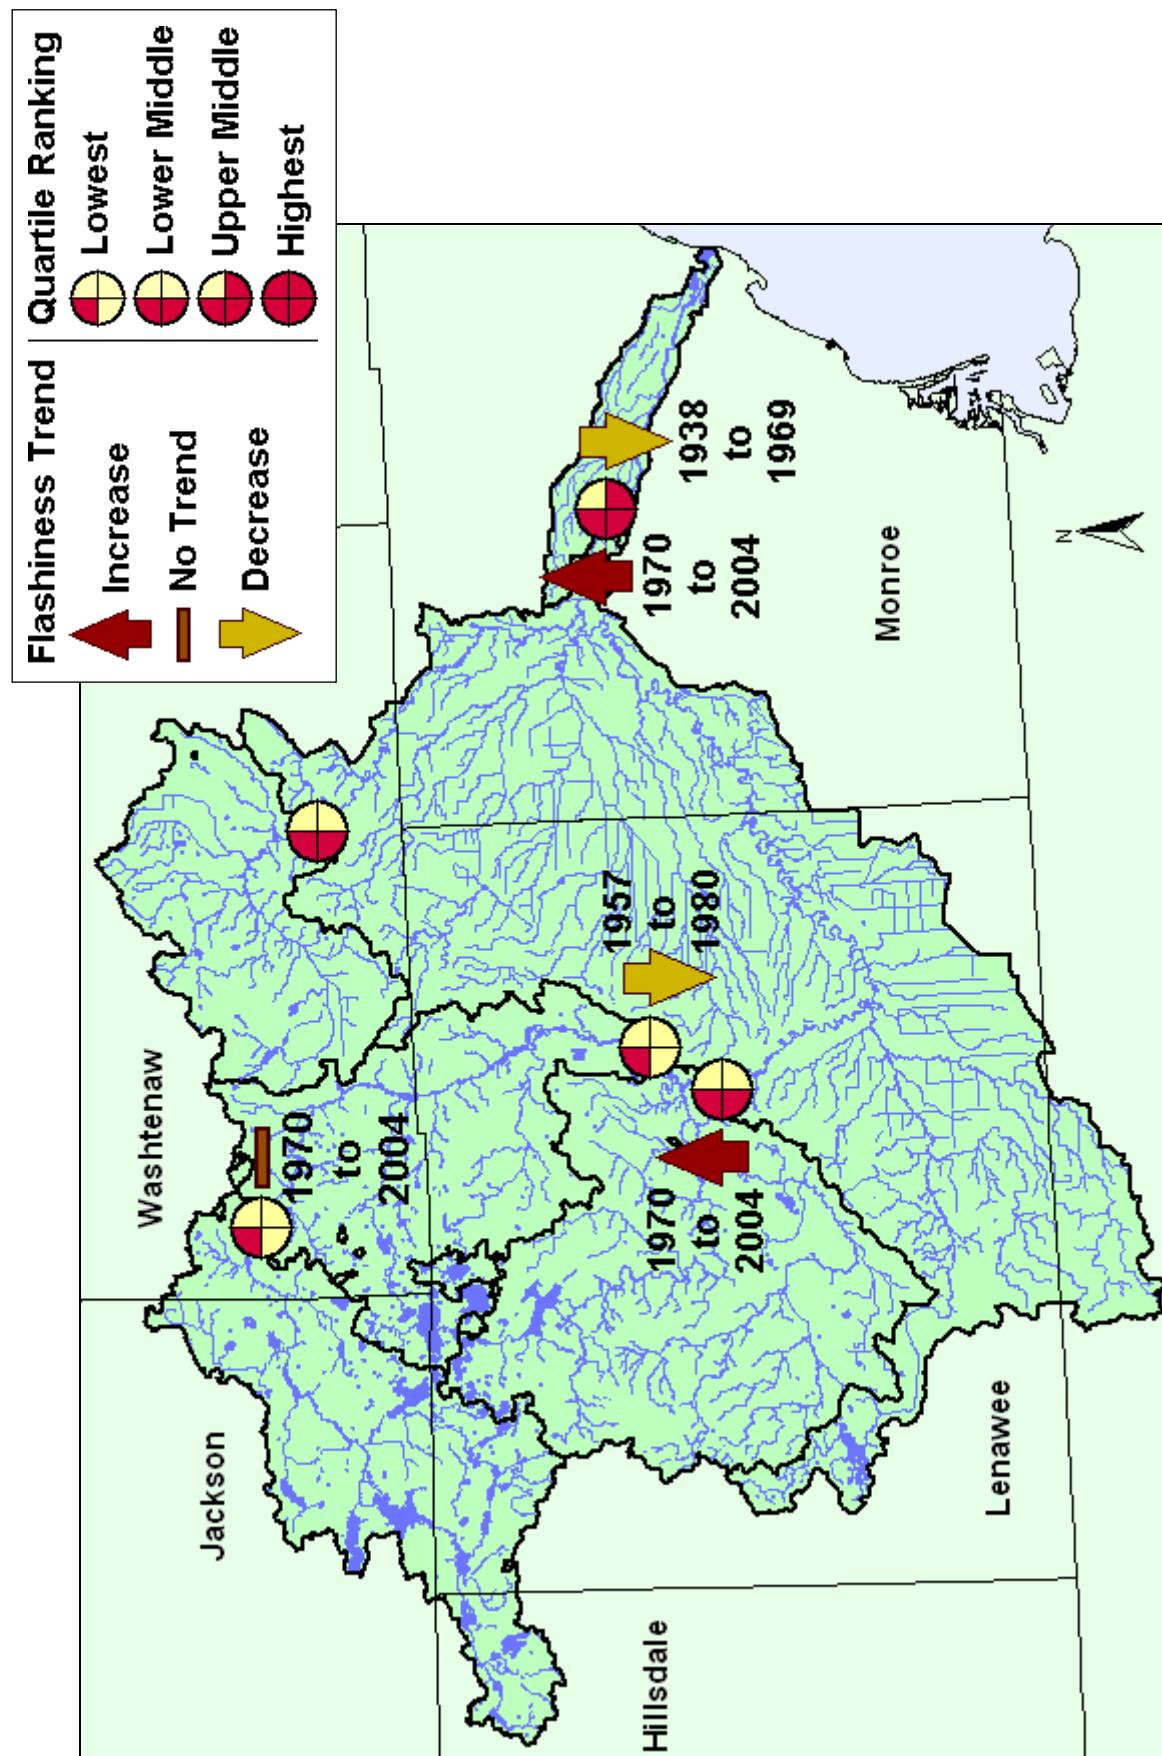 Flashiness Trend
Increase
No Trend
Decrease
Quartile Ranking
Lowest
Lower Middle
Upper Middle
Highest
Jackson
Washtenaw
1970
to
2004
Hillsdale
1970
to
2004
1957
to
1980
1970
to
2004
1938
to
1969
Lenawee
Monroe
N